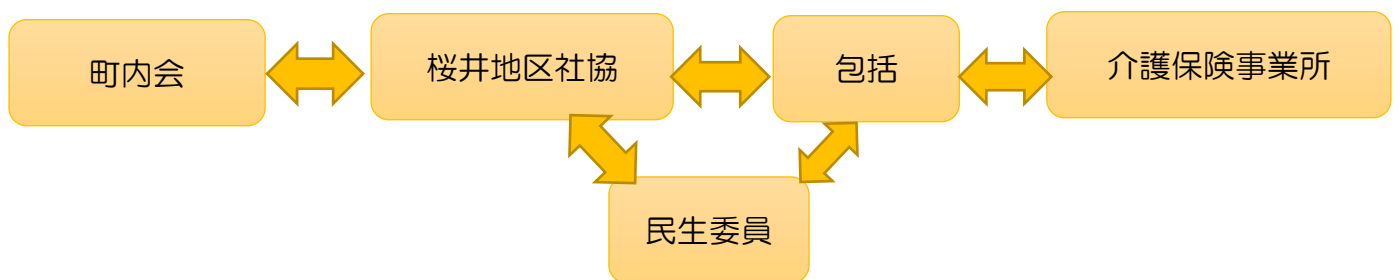 町内会
桜井地区社協
包括
介護保険事業所
民生委員